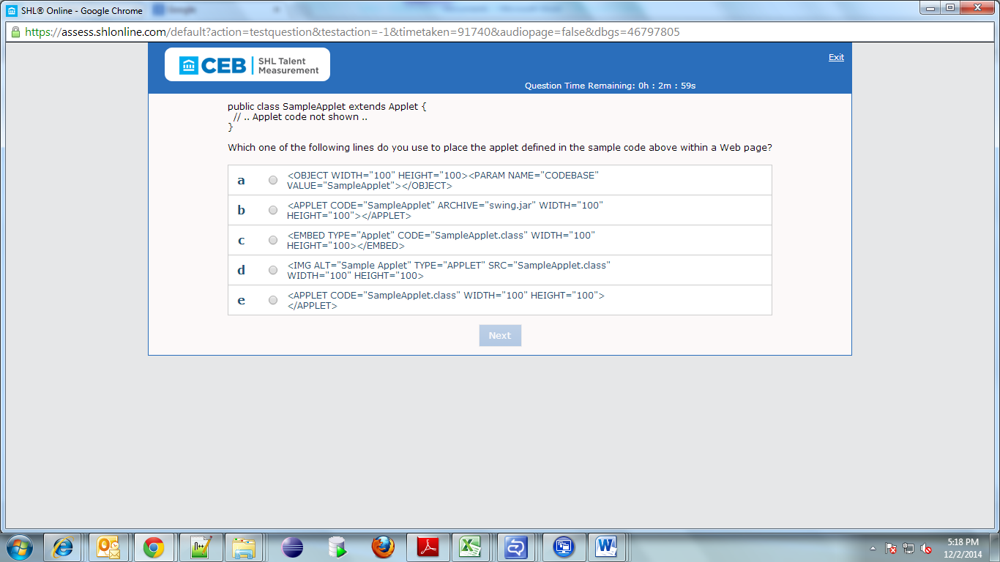 SHL® Online - Google Chrome
https://assess.shlonline.com/default?action=testquestion&testaction=-1&timetaken=91740&audiopage=false&dbgs=46797805
CEB SHL Talent
Measurement
Exit
Question Time Remaining: 0h : 2m : 59s
public class SampleApplet extends Applet {
// .. Applet code not shown ..
}
Which one of the following lines do you use to place the applet defined in the sample code above within a Web page?
a <OBJECT WIDTH="100" HEIGHT="100><PARAM NAME="CODEBASE"
VALUE="SampleApplet"></OBJECT>
b <APPLET CODE="SampleApplet" ARCHIVE="swing.jar" WIDTH="100"
HEIGHT="100"></APPLET>
c <EMBED TYPE="Applet" CODE="SampleApplet.class" WIDTH="100"
HEIGHT="100></EMBED>
d <IMG ALT="Sample Applet" TYPE="APPLET" SRC="SampleApplet.class"
WIDTH="100" HEIGHT="100>
e <APPLET CODE="SampleApplet.class" WIDTH="100" HEIGHT="100">
</APPLET>
Next
5:18 PM
12/2/2014